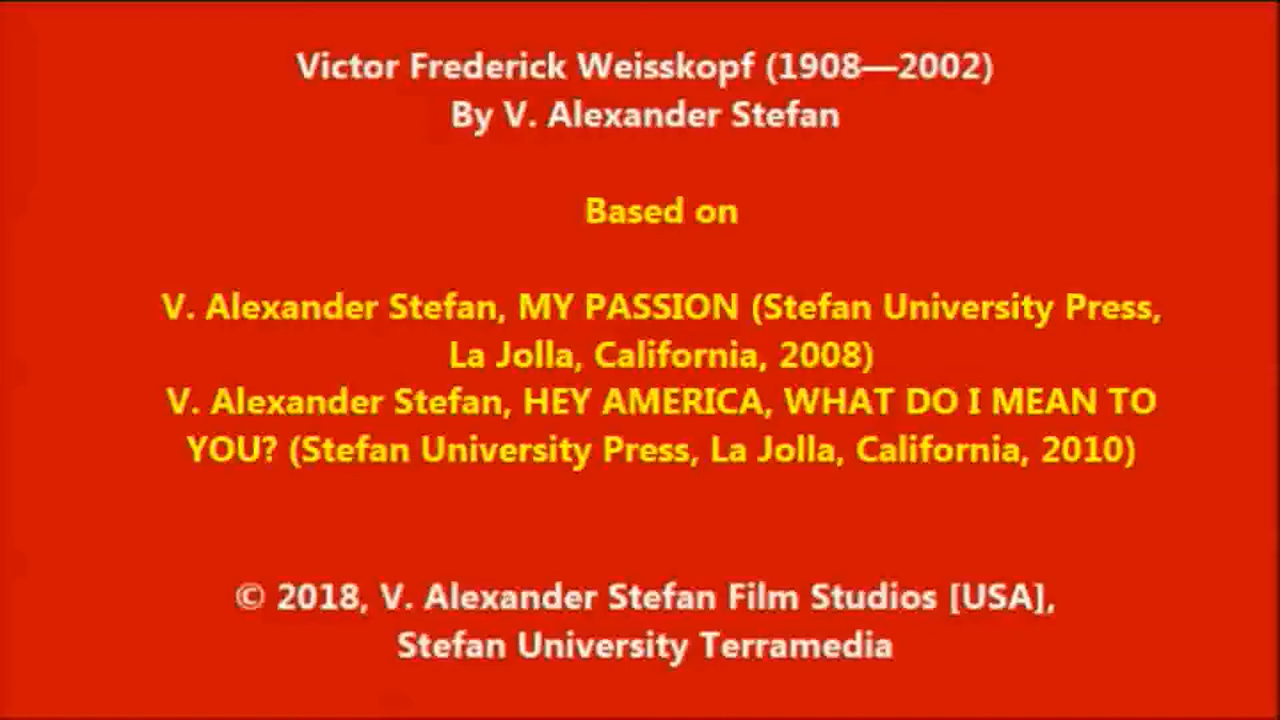 Victor Frederick Weisskopf (1908—2002)
By V. Alexander Stefan
Based on
V. Alexander Stefan, MY PASSION (Stefan University Press,
La Jolla, California, 2008)
V. Alexander Stefan, HEY AMERICA, WHAT DO I MEAN TO
YOU? (Stefan University Press, La Jolla, California, 2010)
© 2018, V. Alexander Stefan Film Studios [USA],
Stefan University Terramedia